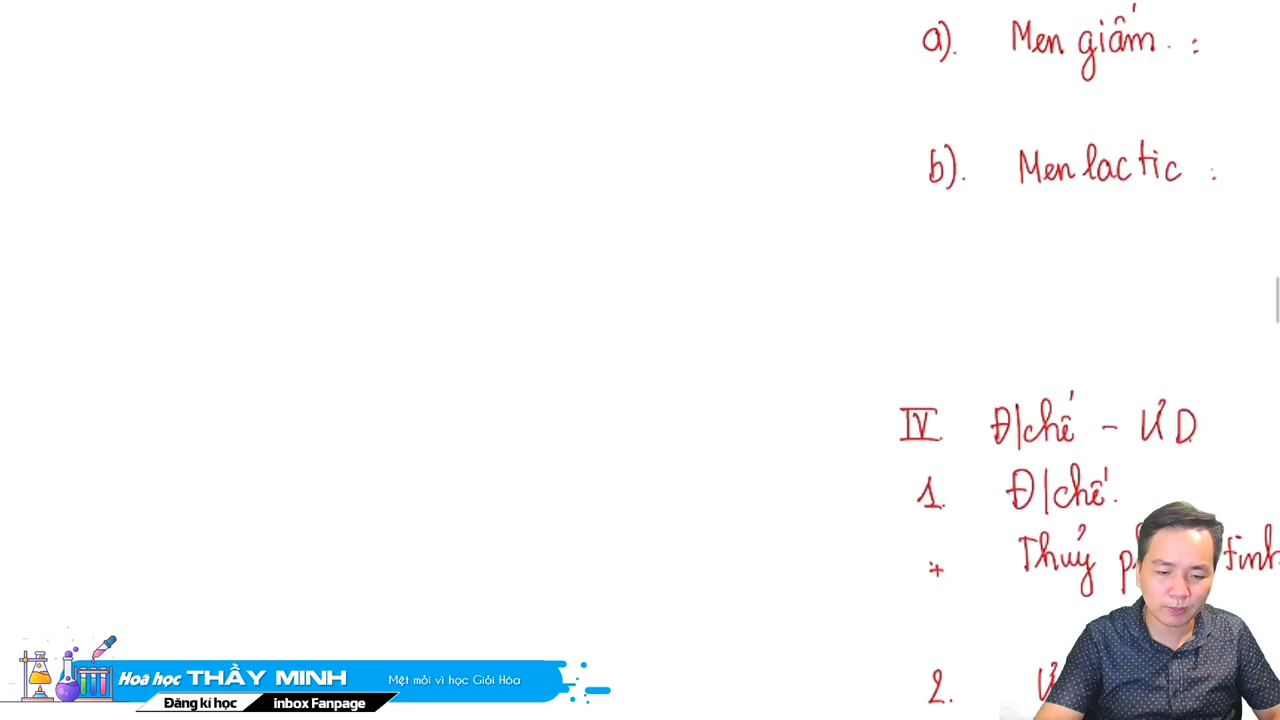 a). Men giấm. :
b). Men lactic :
IV. Đ/chế - ƯD
1. Đ/chế.
+ Thuỷ
2.
Hoá học THẦY MINH
Mệt mỏi vì học Giỏi Hóa
Đăng kí học inbox Fanpage